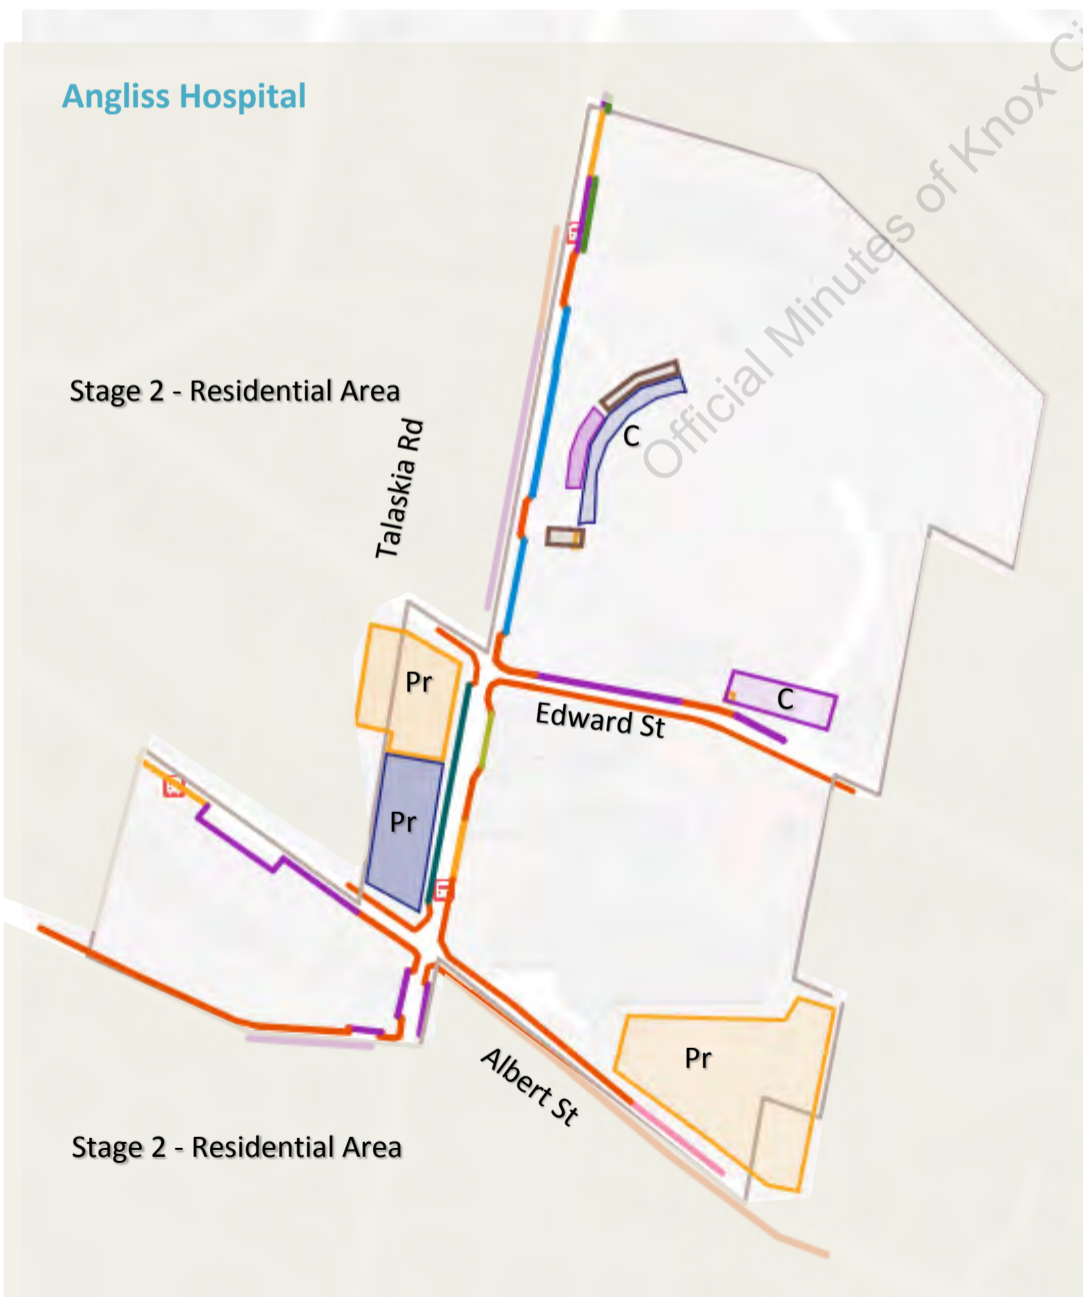 Angliss Hospital
Official Minutes of Knox Ci
Stage 2 - Residential Area
Talaskia Rd
C
Pr
C
Edward St
Pr
Pr
Albert St
Stage 2 - Residential Area